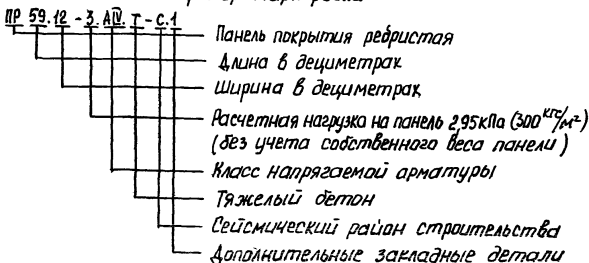 ПР 59.12-3.АIV.Т-С.1
Панель покрытия ребристая
Длина в дециметрах
Ширина в дециметрах
Расчетная нагрузка на панель 2,95кПа (300 кгс/м²)
(без учета собственного веса панели)
Класс напрягаемой арматуры
Тяжелый бетон
Сейсмический район строительства
Дополнительные закладные детали